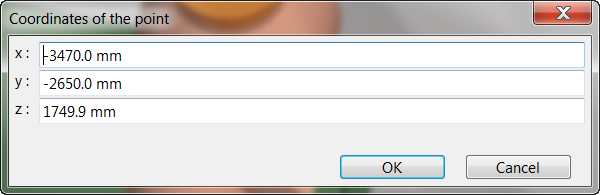 Coordinates of the point
x : -3470.0 mm
y : -2650.0 mm
z : 1749.9 mm
OK Cancel